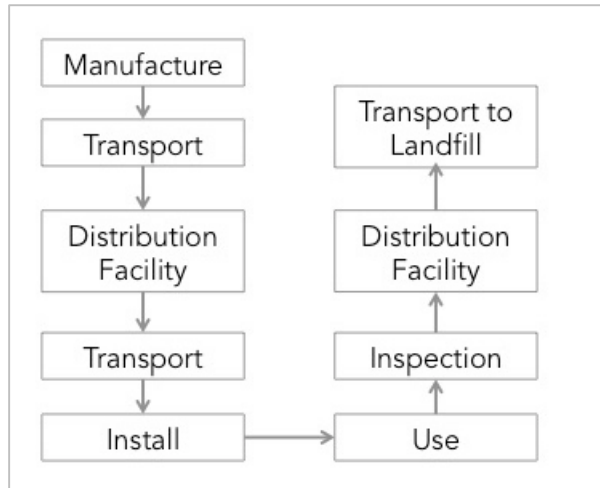 Manufacture
Transport
Distribution
Facility
Transport
Install
Use
Inspection
Distribution
Facility
Transport to
Landfill